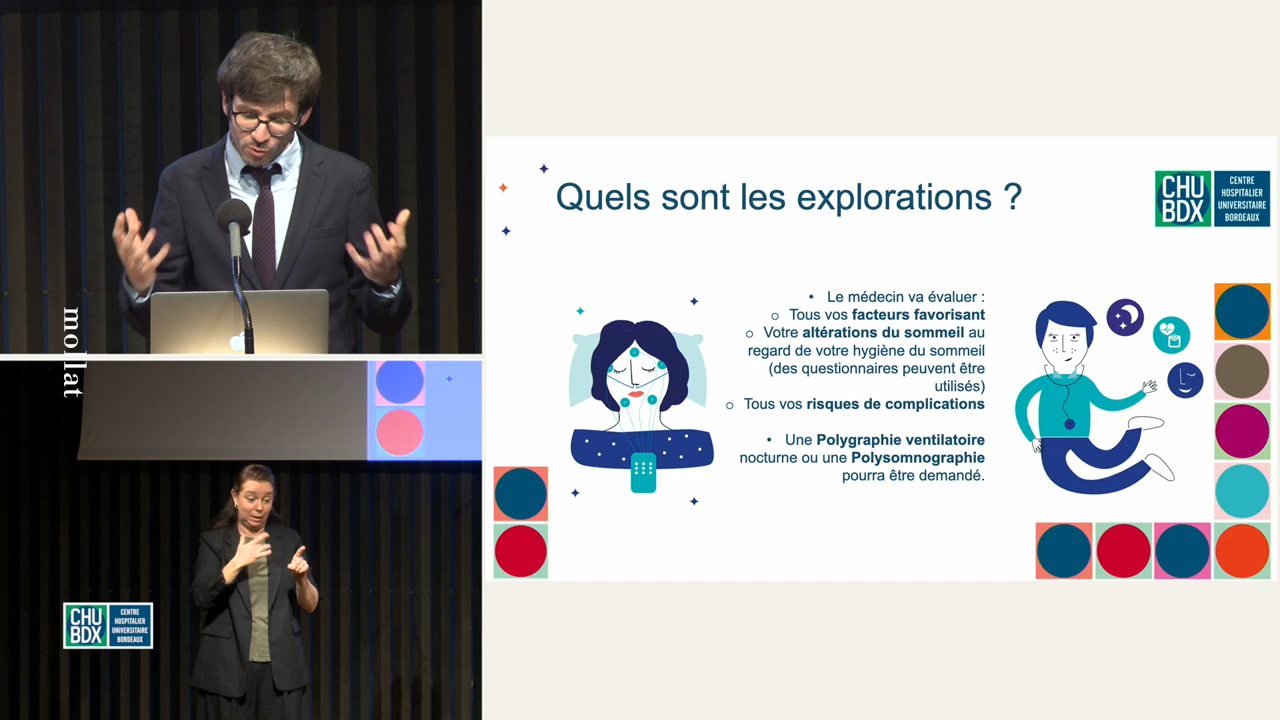 mollat
CHU
BDX
CENTRE
HOSPITALIER
UNIVERSITAIRE
BORDEAUX
Quels sont les explorations ?
CHU
BDX
CENTRE
HOSPITALIER
UNIVERSITAIRE
BORDEAUX
• Le médecin va évaluer :
o Tous vos facteurs favorisant
o Votre altérations du sommeil au
regard de votre hygiène du sommeil
(des questionnaires peuvent être
utilisés)
o Tous vos risques de complications
• Une Polygraphie ventilatoire
nocturne ou une Polysomnographie
pourra être demandé.